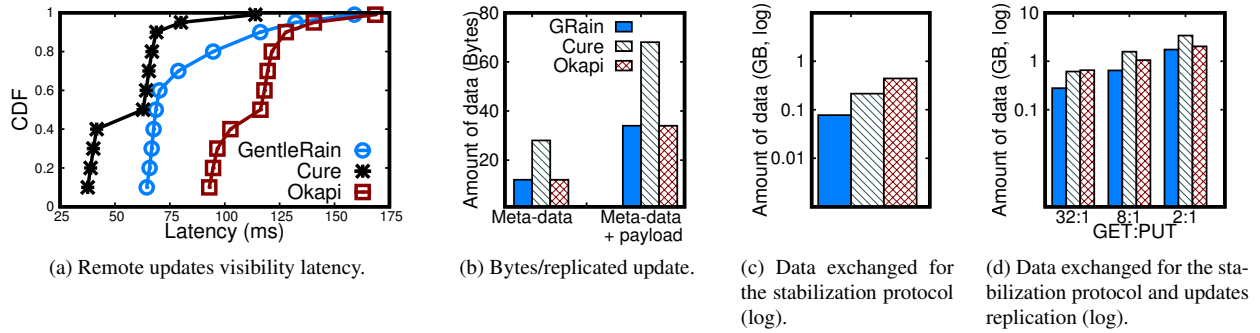 CDF
1
0.8
0.6
0.4
0.2
0
25
50
75
100
125
150
175
Latency (ms)
GentleRain
Cure
Okapi
(a) Remote updates visibility latency.
Amount of data (Bytes)
80
60
40
20
GRain
Cure
Okapi
Meta-data
Meta-data
+ payload
(b) Bytes/replicated update.
Amount of data (GB, log)
1
0.1
0.01
(c) Data exchanged for
the stabilization protocol
(log).
Amount of data (GB, log)
10
1
0.1
32:1
8:1
2:1
GET:PUT
(d) Data exchanged for the sta-
bilization protocol and updates
replication (log).